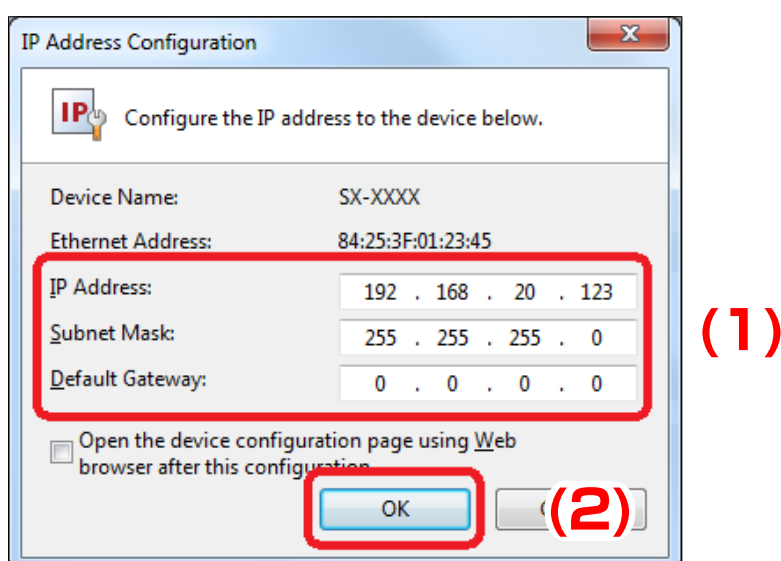 IP Address Configuration
X
IP
Configure the IP address to the device below.
Device Name: SX-XXXX
Ethernet Address: 84:25:3F:01:23:45
IP Address: 192 . 168 . 20 . 123
Subnet Mask: 255 . 255 . 255 . 0
Default Gateway: 0 . 0 . 0 . 0
(1)
Open the device configuration page using Web
browser after this configuration.
OK
(2)